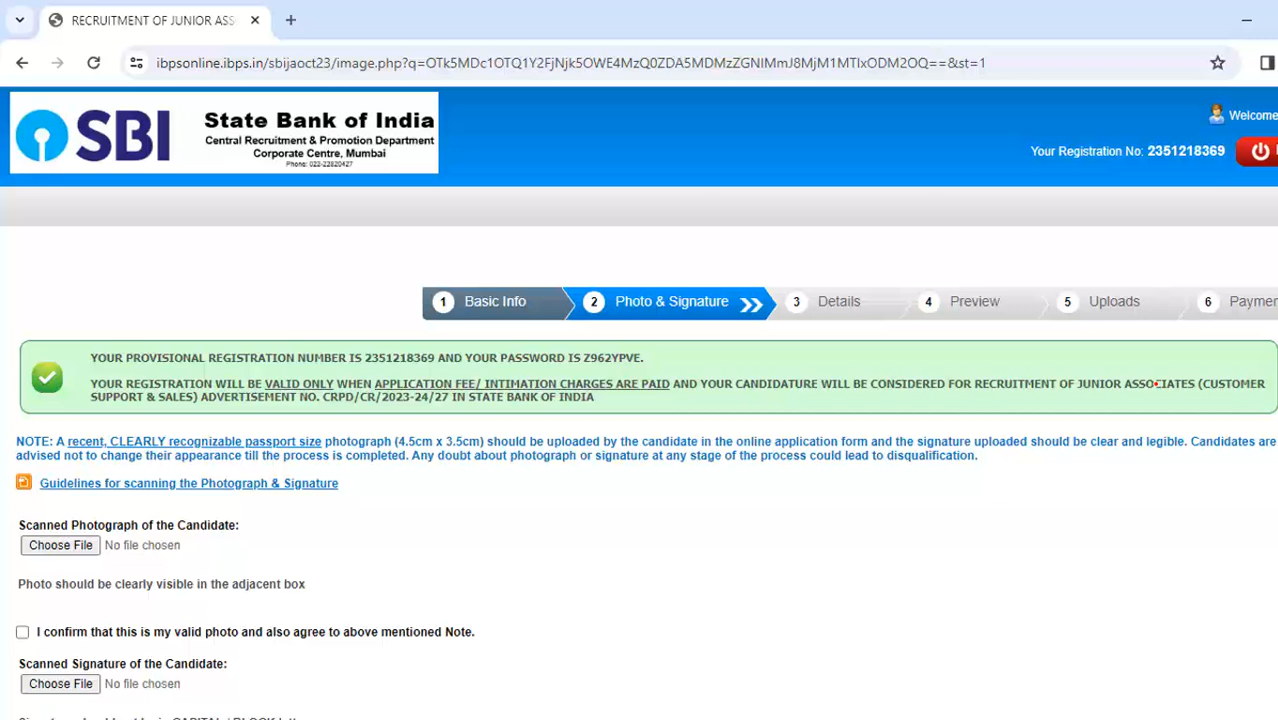 RECRUITMENT OF JUNIOR ASS
ibpsonline.ibps.in/sbijaoct23/image.php?q=OTk5MDc1OTQ1Y2FjNjk5OWE4MzQ0ZDA5MDMzZGNlMmJ8MjM1MTIxODM2OQ==&st=1
SBI
State Bank of India
Central Recruitment & Promotion Department
Corporate Centre, Mumbai
Phone: 022-22820427
Welcome
Your Registration No: 2351218369
1 Basic Info 2 Photo & Signature 3 Details 4 Preview 5 Uploads 6 Paymen
YOUR PROVISIONAL REGISTRATION NUMBER IS 2351218369 AND YOUR PASSWORD IS Z962YPVE.
YOUR REGISTRATION WILL BE VALID ONLY WHEN APPLICATION FEE/ INTIMATION CHARGES ARE PAID AND YOUR CANDIDATURE WILL BE CONSIDERED FOR RECRUITMENT OF JUNIOR ASSOCIATES (CUSTOMER
SUPPORT & SALES) ADVERTISEMENT NO. CRPD/CR/2023-24/27 IN STATE BANK OF INDIA
NOTE: A recent, CLEARLY recognizable passport size photograph (4.5cm x 3.5cm) should be uploaded by the candidate in the online application form and the signature uploaded should be clear and legible. Candidates are
advised not to change their appearance till the process is completed. Any doubt about photograph or signature at any stage of the process could lead to disqualification.
Guidelines for scanning the Photograph & Signature
Scanned Photograph of the Candidate:
Choose File No file chosen
Photo should be clearly visible in the adjacent box
I confirm that this is my valid photo and also agree to above mentioned Note.
Scanned Signature of the Candidate:
Choose File No file chosen